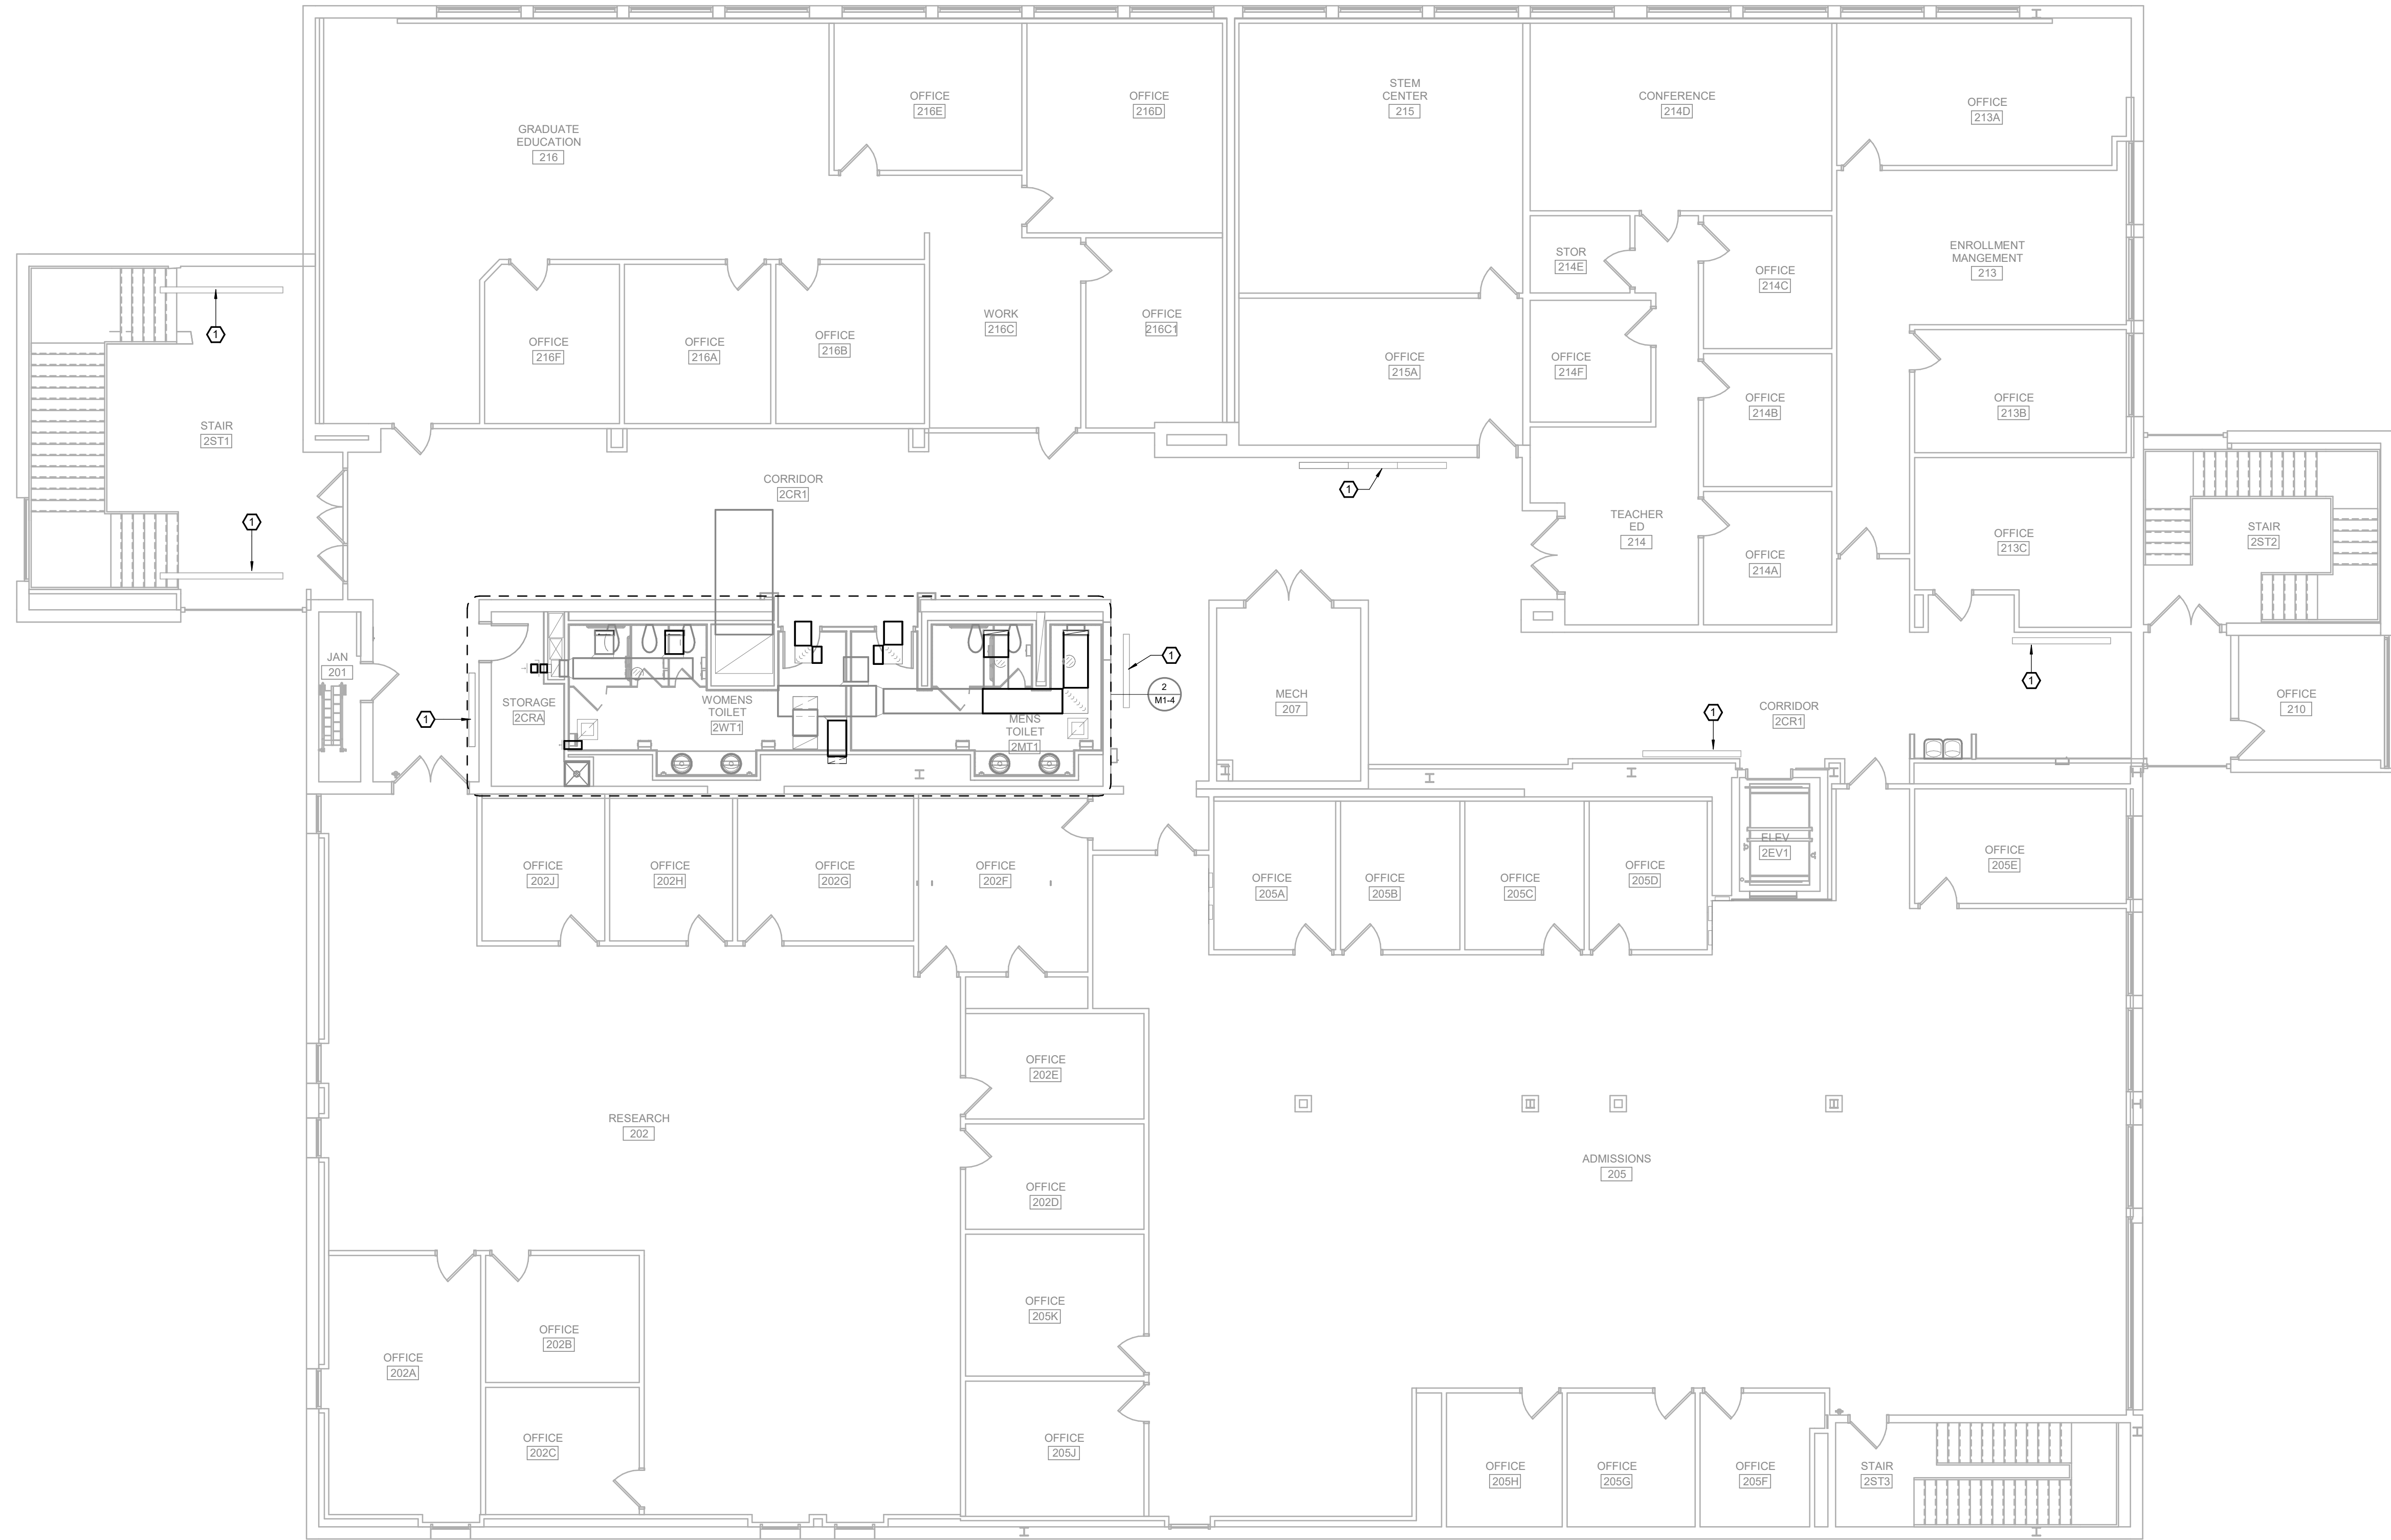 OFFICE
216E
OFFICE
216D
STEM
CENTER
215
CONFERENCE
214D
OFFICE
213A
GRADUATE
EDUCATION
216
STOR
214E
OFFICE
214C
ENROLLMENT
MANGEMENT
213
1
WORK
216C
OFFICE
216C1
OFFICE
216F
OFFICE
216A
OFFICE
216B
OFFICE
215A
OFFICE
214F
OFFICE
214B
OFFICE
213B
STAIR
2ST1
CORRIDOR
2CR1
1
1
TEACHER
ED
214
OFFICE
214A
OFFICE
213C
STAIR
2ST2
JAN
201
STORAGE
2CRA
WOMENS
TOILET
2WT1
MENS
TOILET
2MT1
1
1
2
M1-4
MECH
207
1
CORRIDOR
2CR1
1
OFFICE
210
OFFICE
202J
OFFICE
202H
OFFICE
202G
OFFICE
202F
OFFICE
205A
OFFICE
205B
OFFICE
205C
OFFICE
205D
ELEV
2EV1
OFFICE
205E
OFFICE
202E
RESEARCH
202
ADMISSIONS
205
OFFICE
202D
OFFICE
205K
OFFICE
202A
OFFICE
202B
OFFICE
202C
OFFICE
205J
OFFICE
205H
OFFICE
205G
OFFICE
205F
STAIR
2ST3